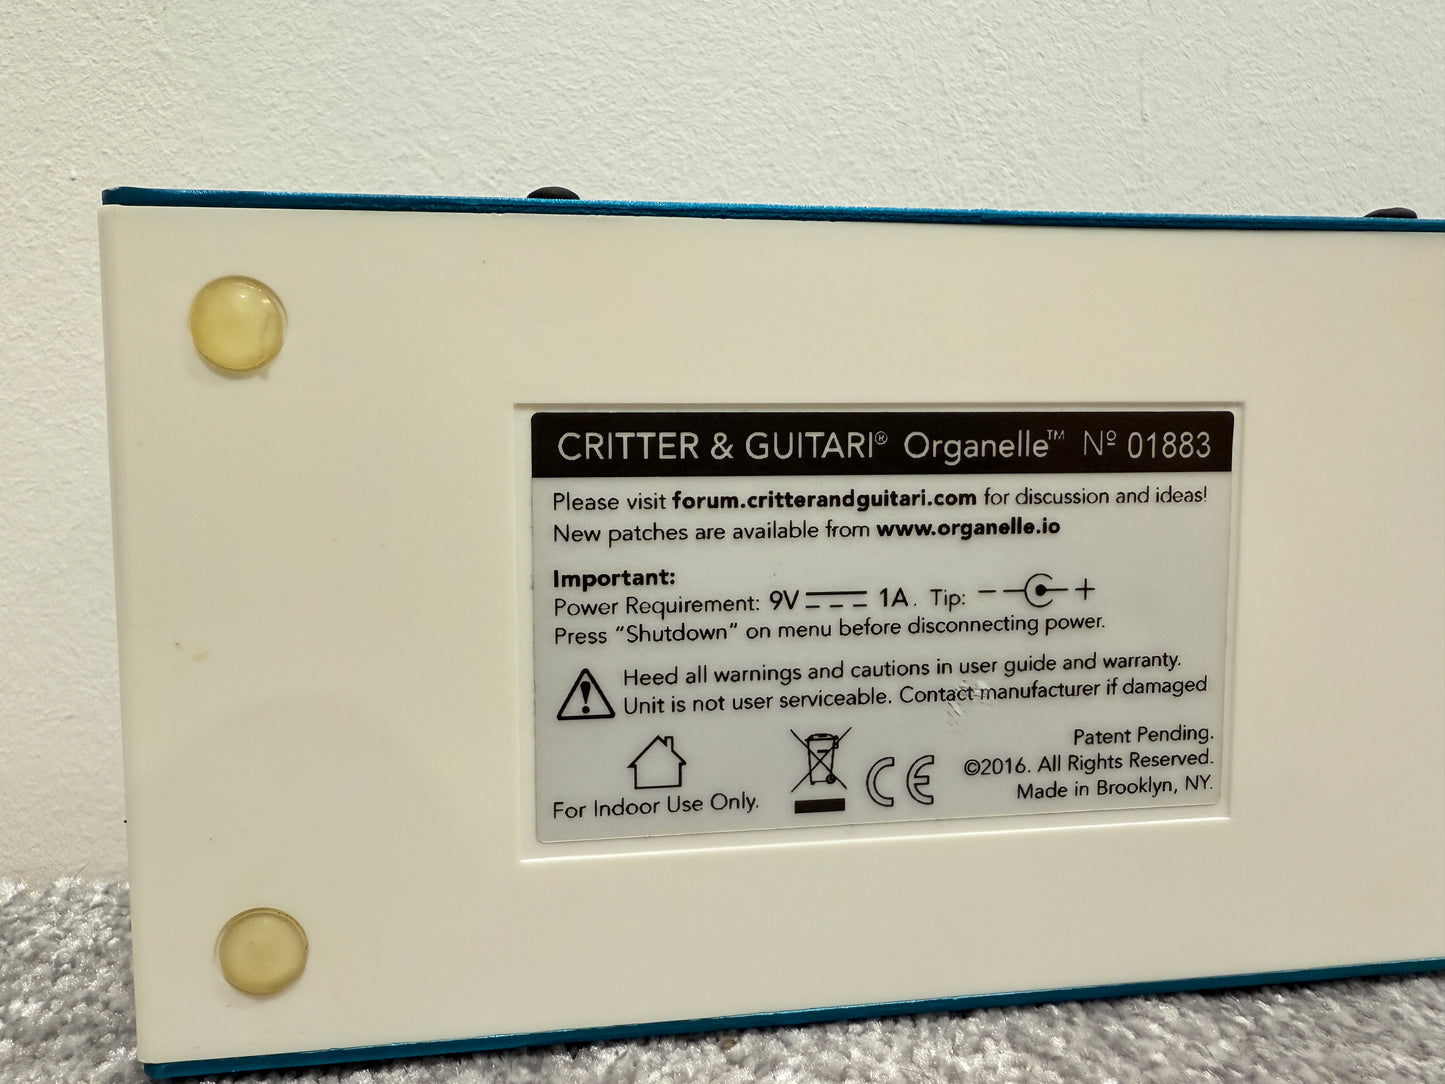 CRITTER & GUITARI® Organelle™ Nº 01883
Please visit forum.critterandguitari.com for discussion and ideas!
New patches are available from www.organelle.io
Important:
Power Requirement: 9V 1A. Tip: - +
Press "Shutdown" on menu before disconnecting power.
Heed all warnings and cautions in user guide and warranty.
Unit is not user serviceable. Contact manufacturer if damaged
For Indoor Use Only.
CE
Patent Pending.
©2016. All Rights Reserved.
Made in Brooklyn, NY.